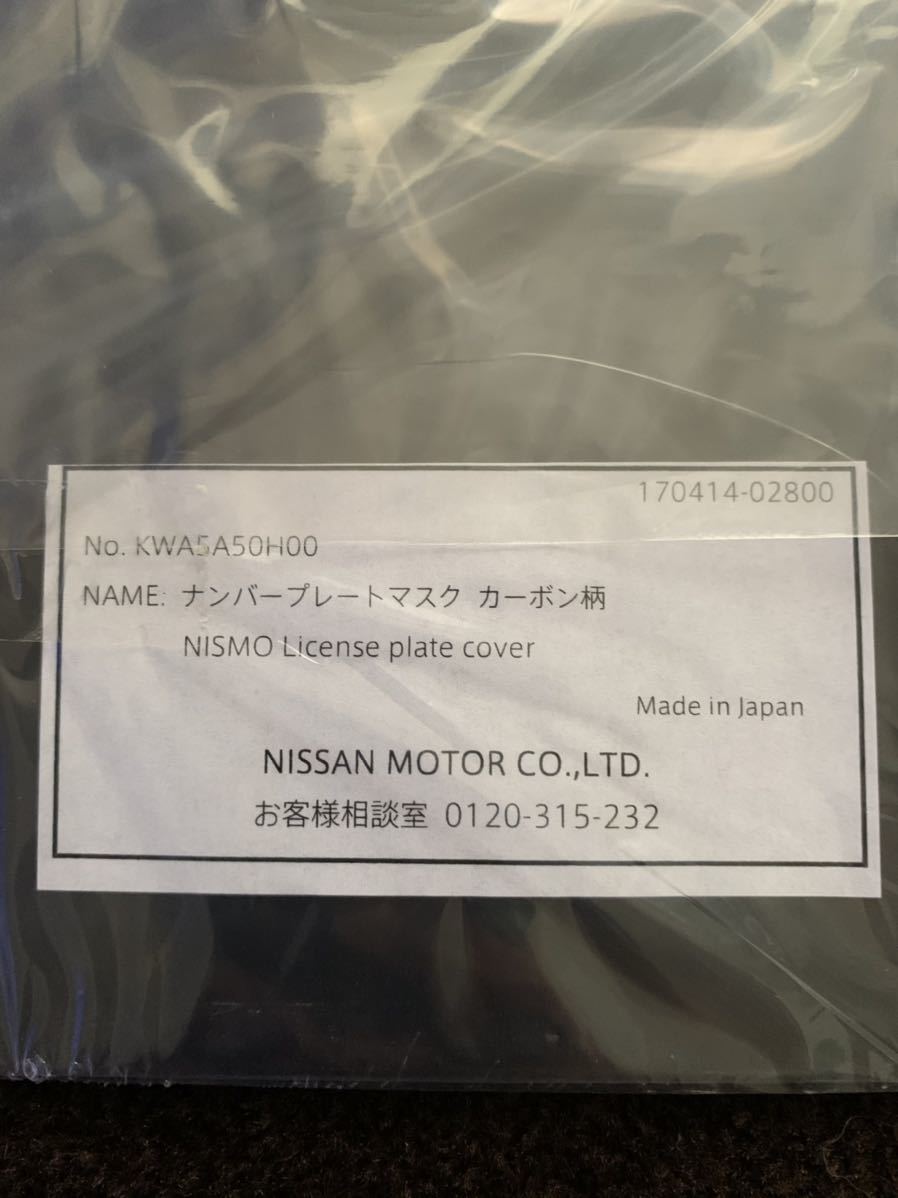 170414-02800
No. KWA5A50H00
NAME: ナンバープレートマスク カーボン柄
NISMO License plate cover
Made in Japan
NISSAN MOTOR CO.,LTD.
お客様相談室 0120-315-232